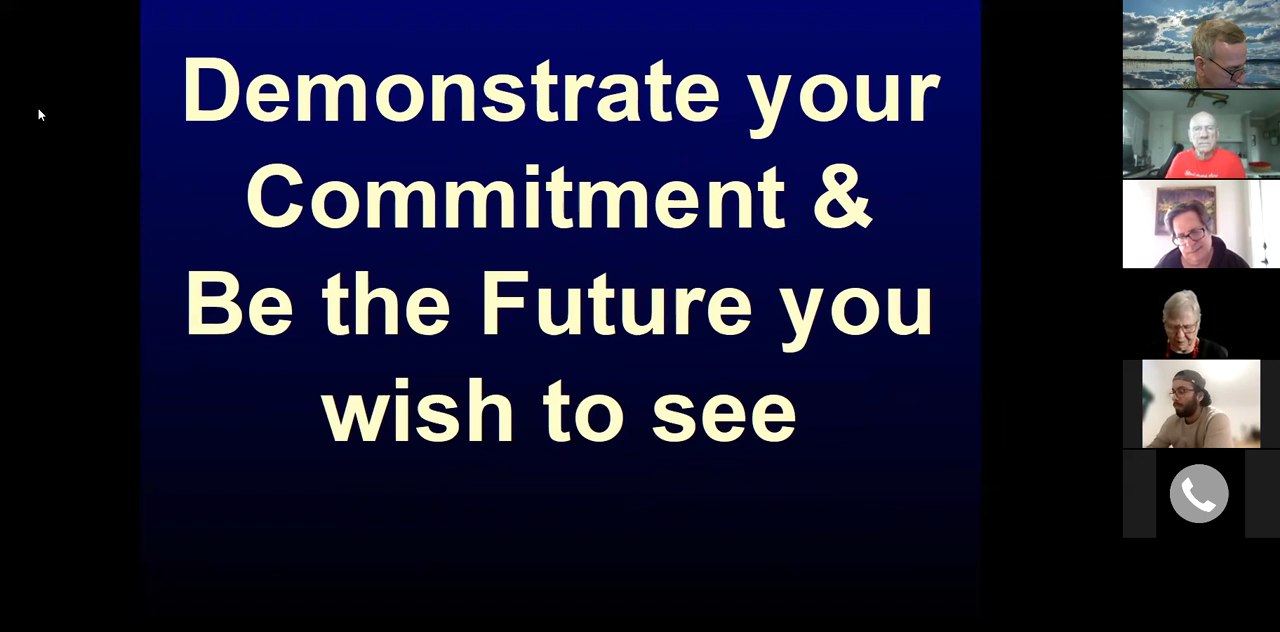 Demonstrate your
Commitment &
Be the Future you
wish to see